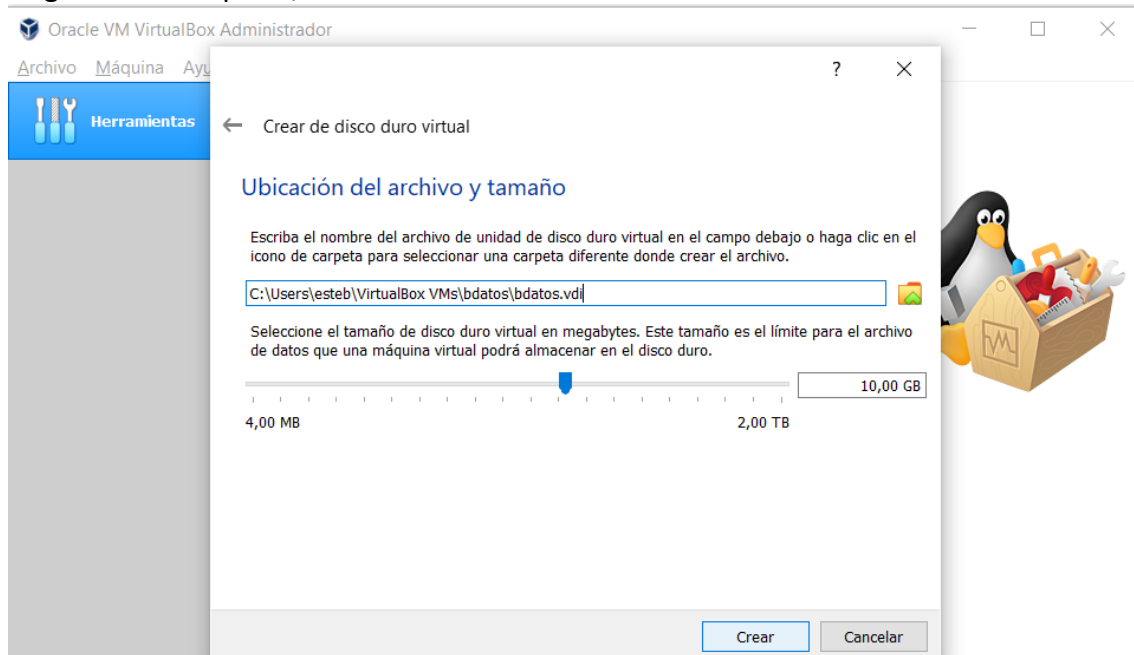 Oracle VM VirtualBox Administrador
Archivo Máquina Ayu
?
Herramientas
Crear de disco duro virtual
Ubicación del archivo y tamaño
Escriba el nombre del archivo de unidad de disco duro virtual en el campo debajo o haga clic en el
icono de carpeta para seleccionar una carpeta diferente donde crear el archivo.
C:\Users\esteb\VirtualBox VMs\bdatos\bdatos.vdi
Seleccione el tamaño de disco duro virtual en megabytes. Este tamaño es el límite para el archivo
de datos que una máquina virtual podrá almacenar en el disco duro.
10,00 GB
4,00 MB 2,00 TB
Crear Cancelar